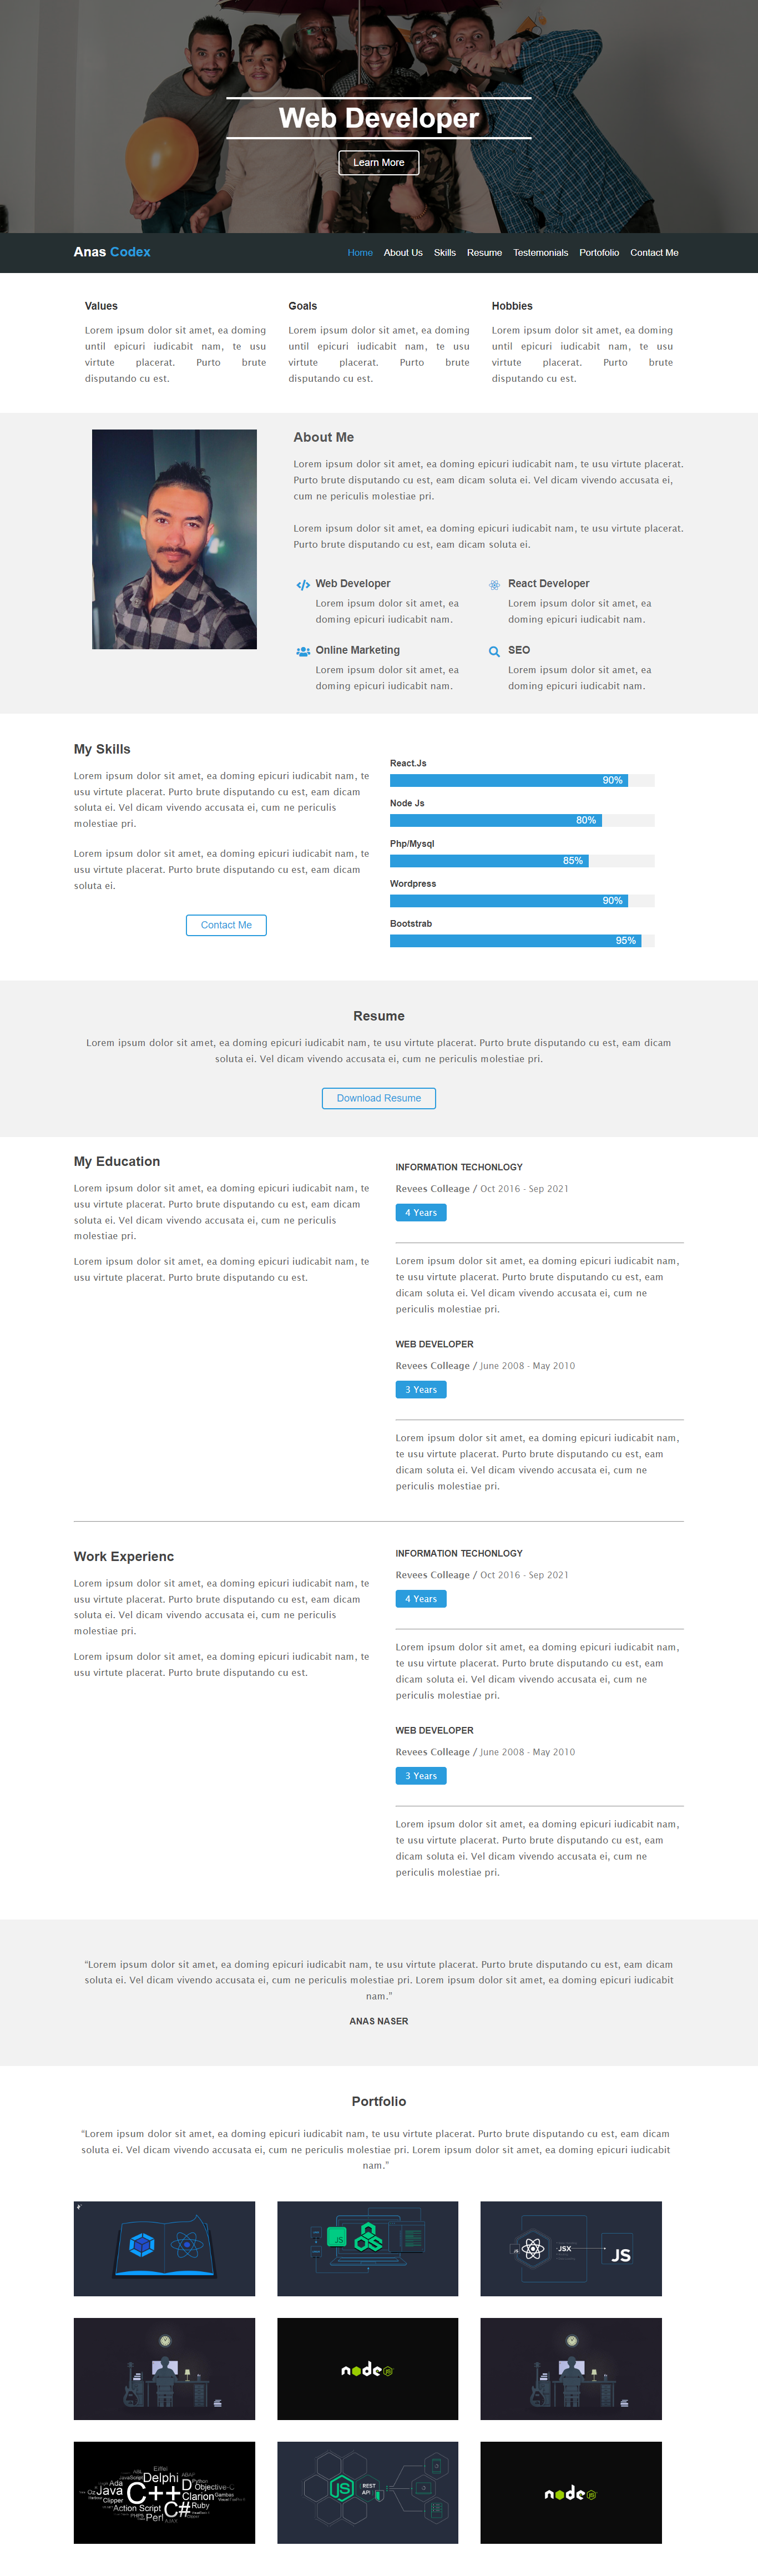 Web Developer
Learn More
Anas Codex
Home About Us Skills Resume Testemonials Portofolio Contact Me
Values
Lorem ipsum dolor sit amet, ea doming
until epicuri iudicabit nam, te usu
virtute placerat. Purto brute
disputando cu est.
Goals
Lorem ipsum dolor sit amet, ea doming
until epicuri iudicabit nam, te usu
virtute placerat. Purto brute
disputando cu est.
Hobbies
Lorem ipsum dolor sit amet, ea doming
until epicuri iudicabit nam, te usu
virtute placerat. Purto brute
disputando cu est.
About Me
Lorem ipsum dolor sit amet, ea doming epicuri iudicabit nam, te usu virtute placerat.
Purto brute disputando cu est, eam dicam soluta ei. Vel dicam vivendo accusata ei,
cum ne periculis molestiae pri.
Lorem ipsum dolor sit amet, ea doming epicuri iudicabit nam, te usu virtute placerat.
Purto brute disputando cu est, eam dicam soluta ei.
Web Developer
Lorem ipsum dolor sit amet, ea
doming epicuri iudicabit nam.
React Developer
Lorem ipsum dolor sit amet, ea
doming epicuri iudicabit nam.
Online Marketing
Lorem ipsum dolor sit amet, ea
doming epicuri iudicabit nam.
SEO
Lorem ipsum dolor sit amet, ea
doming epicuri iudicabit nam.
My Skills
Lorem ipsum dolor sit amet, ea doming epicuri iudicabit nam, te
usu virtute placerat. Purto brute disputando cu est, eam dicam
soluta ei. Vel dicam vivendo accusata ei, cum ne periculis
molestiae pri.
Lorem ipsum dolor sit amet, ea doming epicuri iudicabit nam, te
usu virtute placerat. Purto brute disputando cu est, eam dicam
soluta ei.
Contact Me
React.Js
90%
Node Js
80%
Php/Mysql
85%
Wordpress
90%
Bootstrab
95%
Resume
Lorem ipsum dolor sit amet, ea doming epicuri iudicabit nam, te usu virtute placerat. Purto brute disputando cu est, eam dicam
soluta ei. Vel dicam vivendo accusata ei, cum ne periculis molestiae pri.
Download Resume
My Education
Lorem ipsum dolor sit amet, ea doming epicuri iudicabit nam, te
usu virtute placerat. Purto brute disputando cu est, eam dicam
soluta ei. Vel dicam vivendo accusata ei, cum ne periculis
molestiae pri.
Lorem ipsum dolor sit amet, ea doming epicuri iudicabit nam, te
usu virtute placerat. Purto brute disputando cu est.
INFORMATION TECHONLOGY
Revees Colleage / Oct 2016 - Sep 2021
4 Years
Lorem ipsum dolor sit amet, ea doming epicuri iudicabit nam,
te usu virtute placerat. Purto brute disputando cu est, eam
dicam soluta ei. Vel dicam vivendo accusata ei, cum ne
periculis molestiae pri.
WEB DEVELOPER
Revees Colleage / June 2008 - May 2010
3 Years
Lorem ipsum dolor sit amet, ea doming epicuri iudicabit nam,
te usu virtute placerat. Purto brute disputando cu est, eam
dicam soluta ei. Vel dicam vivendo accusata ei, cum ne
periculis molestiae pri.
Work Experienc
Lorem ipsum dolor sit amet, ea doming epicuri iudicabit nam, te
usu virtute placerat. Purto brute disputando cu est, eam dicam
soluta ei. Vel dicam vivendo accusata ei, cum ne periculis
molestiae pri.
Lorem ipsum dolor sit amet, ea doming epicuri iudicabit nam, te
usu virtute placerat. Purto brute disputando cu est.
INFORMATION TECHONLOGY
Revees Colleage / Oct 2016 - Sep 2021
4 Years
Lorem ipsum dolor sit amet, ea doming epicuri iudicabit nam,
te usu virtute placerat. Purto brute disputando cu est, eam
dicam soluta ei. Vel dicam vivendo accusata ei, cum ne
periculis molestiae pri.
WEB DEVELOPER
Revees Colleage / June 2008 - May 2010
3 Years
Lorem ipsum dolor sit amet, ea doming epicuri iudicabit nam,
te usu virtute placerat. Purto brute disputando cu est, eam
dicam soluta ei. Vel dicam vivendo accusata ei, cum ne
periculis molestiae pri.
“Lorem ipsum dolor sit amet, ea doming epicuri iudicabit nam, te usu virtute placerat. Purto brute disputando cu est, eam dicam
soluta ei. Vel dicam vivendo accusata ei, cum ne periculis molestiae pri. Lorem ipsum dolor sit amet, ea doming epicuri iudicabit
nam.”
ANAS NASER
Portfolio
“Lorem ipsum dolor sit amet, ea doming epicuri iudicabit nam, te usu virtute placerat. Purto brute disputando cu est, eam dicam
soluta ei. Vel dicam vivendo accusata ei, cum ne periculis molestiae pri. Lorem ipsum dolor sit amet, ea doming epicuri iudicabit
nam.”
JS
JS
JSX
JS
node JS
Eiffel
Ada Delphi ABAP
JavaScript Python
Oz Java C++ D Objective-C
Clipper Clarion Gambas
Action Script C# Ruby
Perl
AJAX
JS
REST
API
node JS